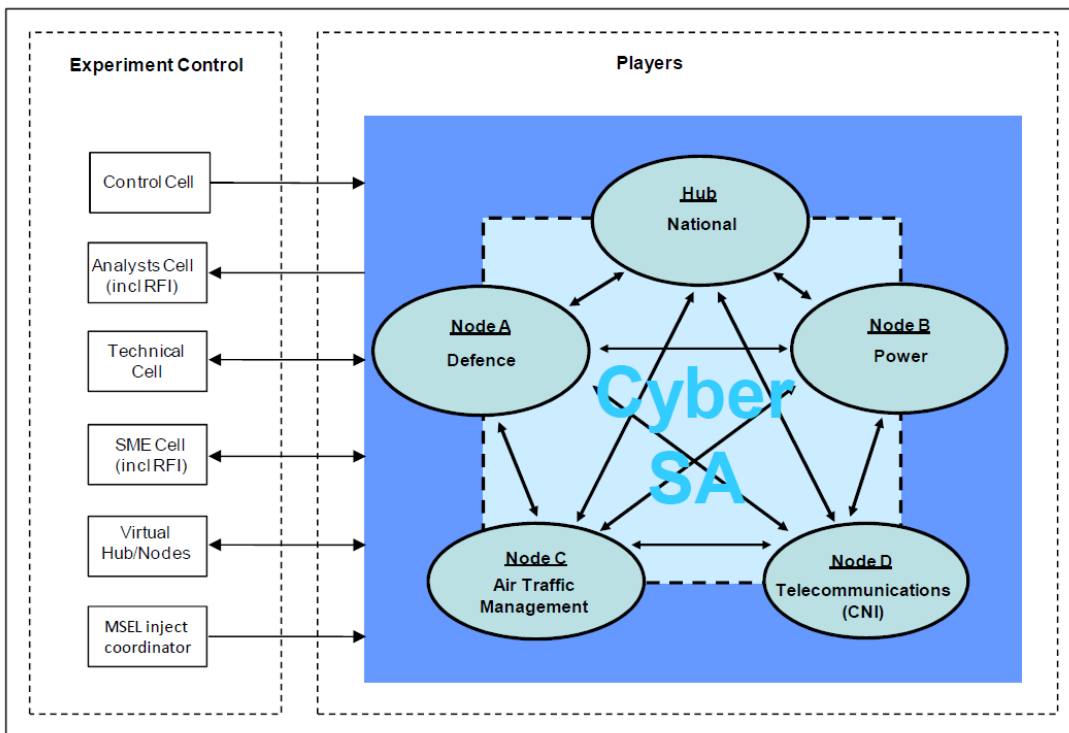 Experiment Control
Control Cell
Analysts Cell
(incl RFI)
Technical
Cell
SME Cell
(incl RFI)
Virtual
Hub/Nodes
MSEL inject
coordinator
Players
Hub
National
Node A
Defence
Node B
Power
Cyber
SA
Node C
Air Traffic
Management
Node D
Telecommunications
(CNI)